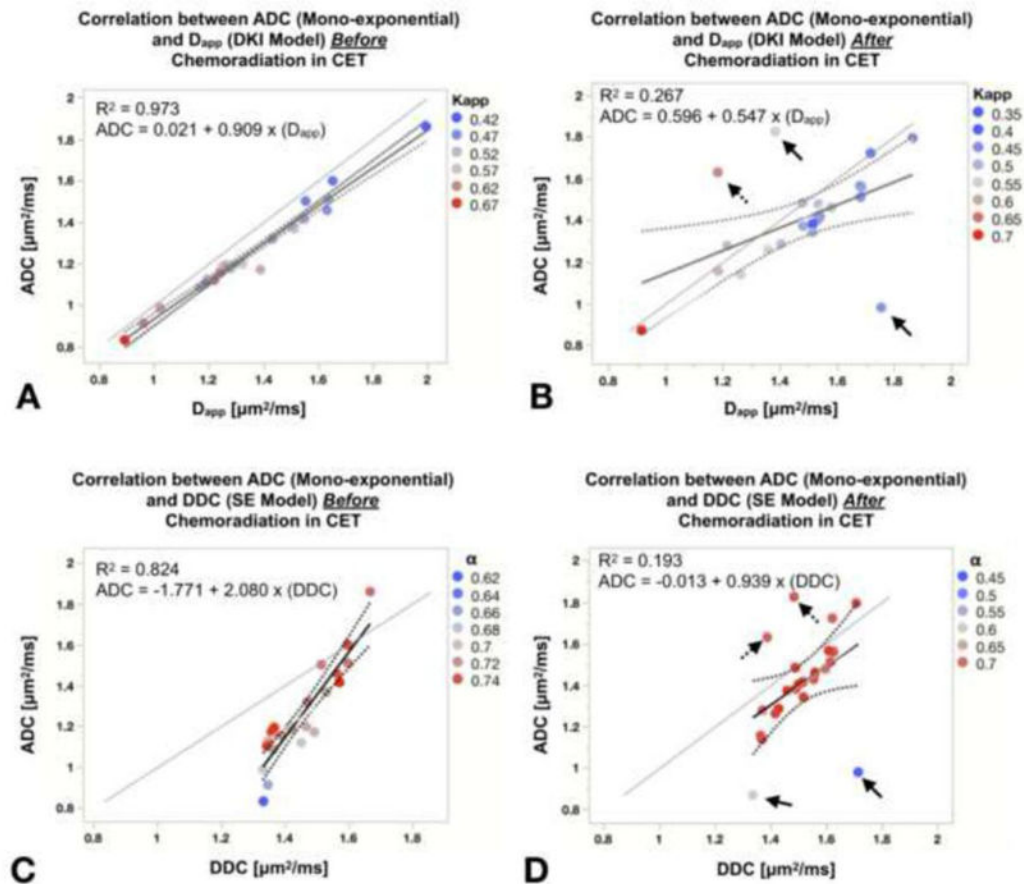 Correlation between ADC (Mono-exponential)
and Dapp (DKI Model) Before
Chemoradiation in CET
R² = 0.973
ADC = 0.021 + 0.909 x (Dapp)
Kapp
0.42
0.47
0.52
0.57
0.62
0.67
2
1.8
1.6
1.4
1.2
1
0.8
ADC [µm²/ms]
0.8 1 1.2 1.4 1.6 1.8 2
Dapp [µm²/ms]
A
Correlation between ADC (Mono-exponential)
and Dapp (DKI Model) After
Chemoradiation in CET
R² = 0.267
ADC = 0.596 + 0.547 x (Dapp)
Kapp
0.35
0.4
0.45
0.5
0.55
0.6
0.65
0.7
2
1.8
1.6
1.4
1.2
1
0.8
ADC [µm²/ms]
0.8 1 1.2 1.4 1.6 1.8 2
Dapp [µm²/ms]
B
Correlation between ADC (Mono-exponential)
and DDC (SE Model) Before
Chemoradiation in CET
R² = 0.824
ADC = -1.771 + 2.080 x (DDC)
α
0.62
0.64
0.66
0.68
0.7
0.72
0.74
2
1.8
1.6
1.4
1.2
1
0.8
ADC [µm²/ms]
0.8 1 1.2 1.4 1.6 1.8
DDC [µm²/ms]
C
Correlation between ADC (Mono-exponential)
and DDC (SE Model) After
Chemoradiation in CET
R² = 0.193
ADC = -0.013 + 0.939 x (DDC)
α
0.45
0.5
0.55
0.6
0.65
0.7
2
1.8
1.6
1.4
1.2
1
0.8
ADC [µm²/ms]
0.8 1 1.2 1.4 1.6 1.8 2
DDC [µm²/ms]
D